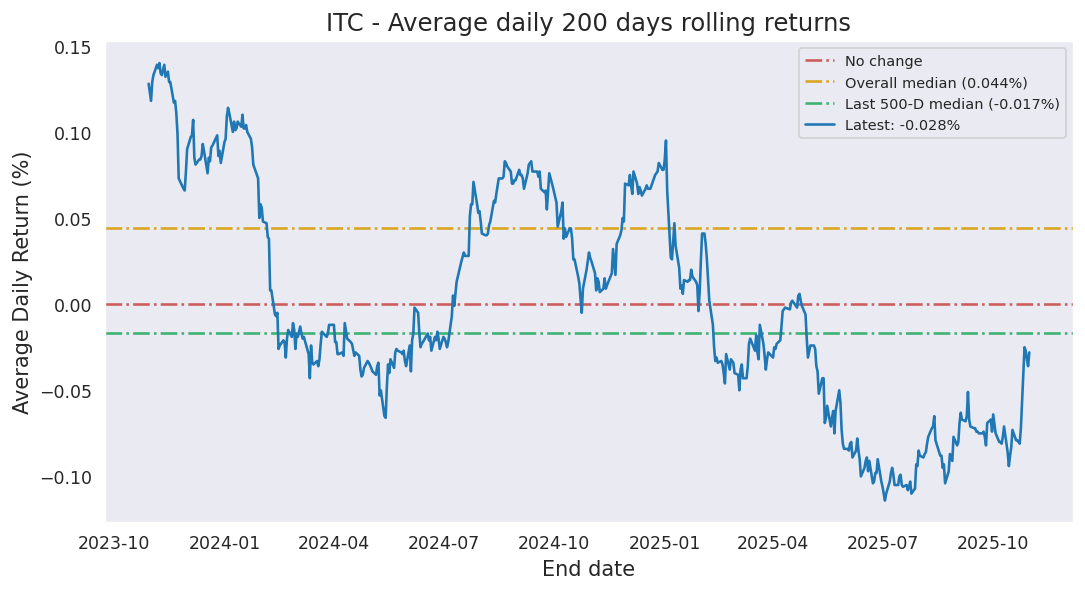 ITC - Average daily 200 days rolling returns
0.15
0.10
0.05
0.00
−0.05
−0.10
Average Daily Return (%)
No change
Overall median (0.044%)
Last 500-D median (-0.017%)
Latest: -0.028%
2023-10 2024-01 2024-04 2024-07 2024-10 2025-01 2025-04 2025-07 2025-10
End date